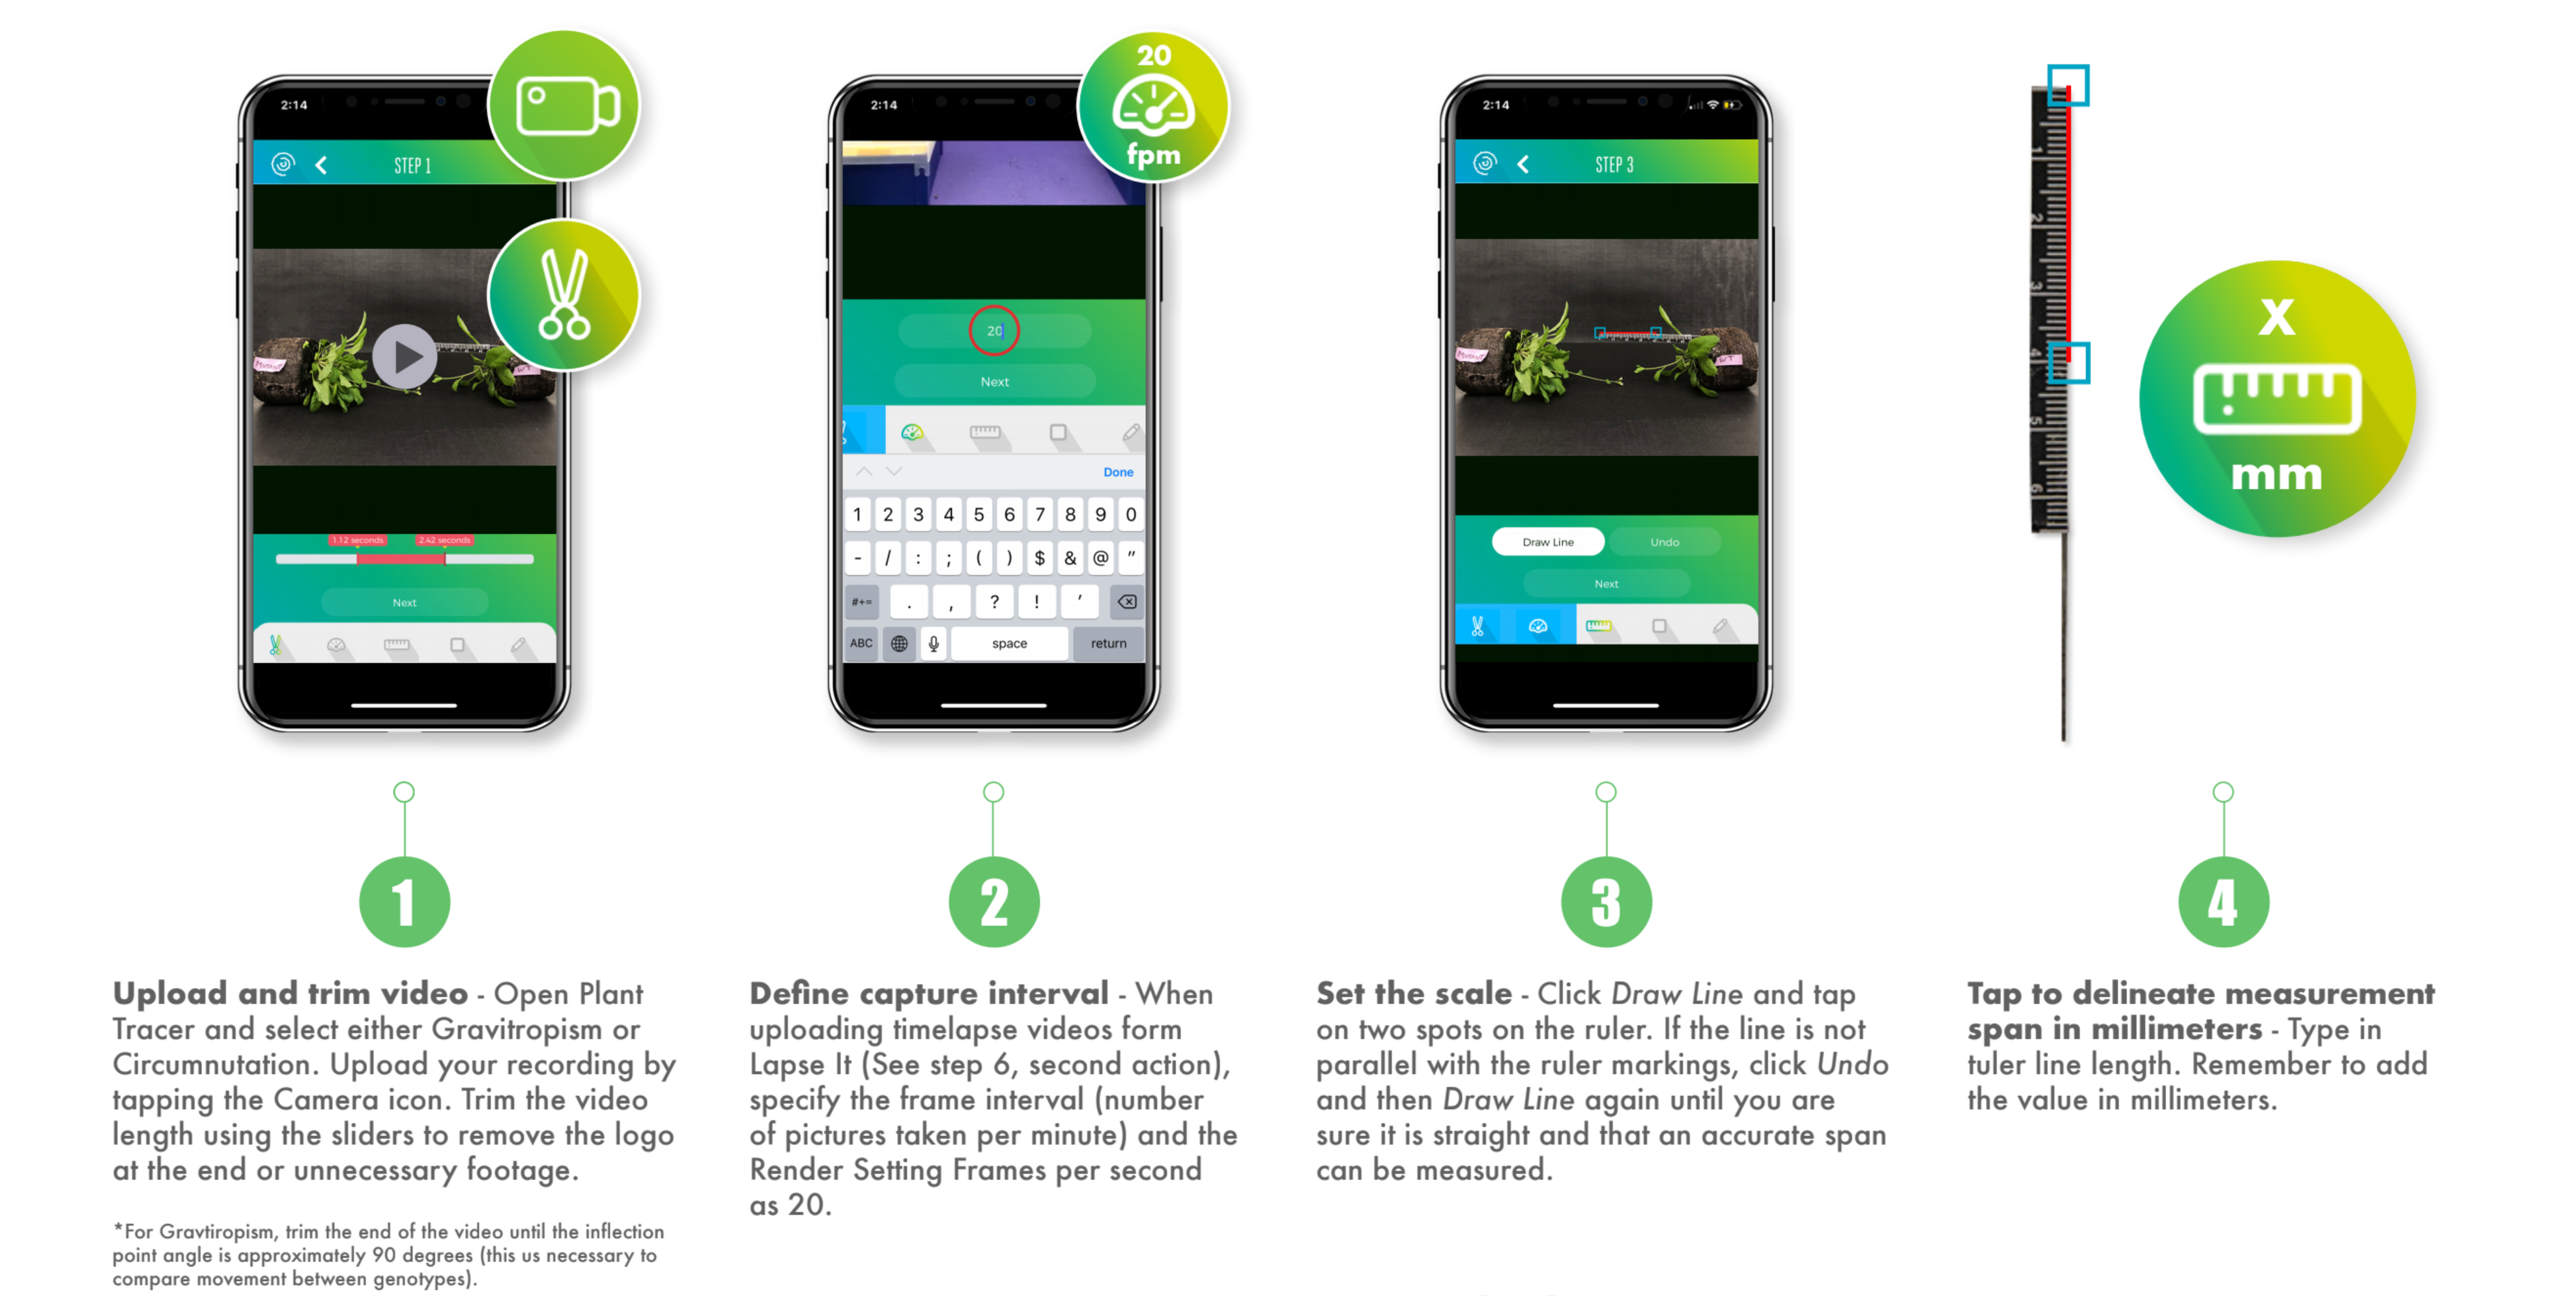 2:14
STEP 1
MUTANT
WT
1.12 seconds
2.42 seconds
Next
2:14
20
fpm
20
Next
Done
1 2 3 4 5 6 7 8 9 0
- / : ; ( ) $ & @ "
#+= . , ? ! '
ABC space return
2:14
STEP 3
MUTANT
WT
Draw Line Undo
Next
1
2
3
4
5
6
X
mm
1
Upload and trim video - Open Plant
Tracer and select either Gravitropism or
Circumnutation. Upload your recording by
tapping the Camera icon. Trim the video
length using the sliders to remove the logo
at the end or unnecessary footage.
*For Gravtiropism, trim the end of the video until the inflection
point angle is approximately 90 degrees (this us necessary to
compare movement between genotypes).
2
Define capture interval - When
uploading timelapse videos form
Lapse It (See step 6, second action),
specify the frame interval (number
of pictures taken per minute) and the
Render Setting Frames per second
as 20.
3
Set the scale - Click Draw Line and tap
on two spots on the ruler. If the line is not
parallel with the ruler markings, click Undo
and then Draw Line again until you are
sure it is straight and that an accurate span
can be measured.
4
Tap to delineate measurement
span in millimeters - Type in
tuler line length. Remember to add
the value in millimeters.